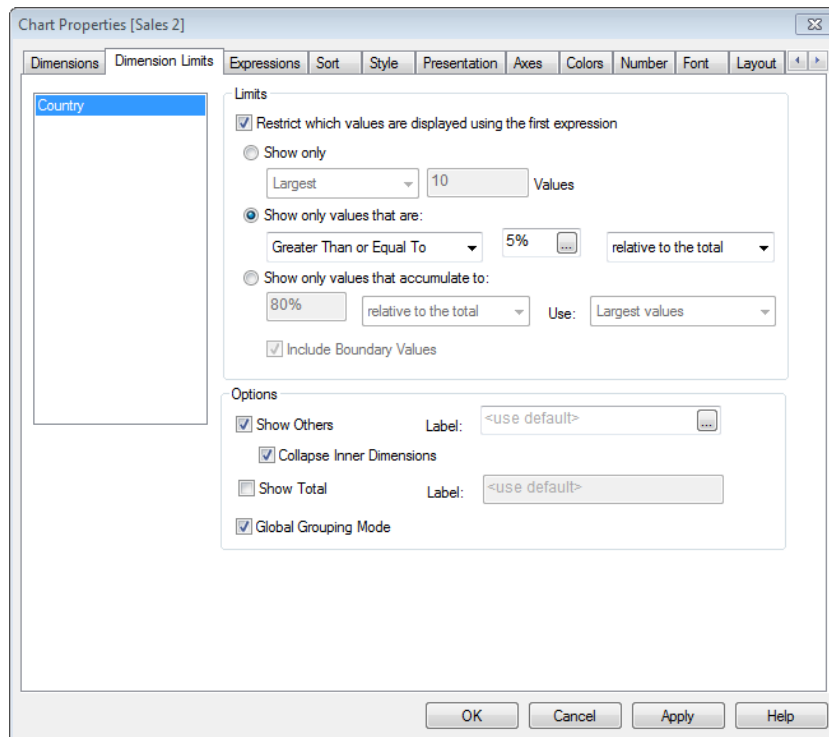 Chart Properties [Sales 2]
Dimensions Dimension Limits Expressions Sort Style Presentation Axes Colors Number Font Layout
Country
Limits
Restrict which values are displayed using the first expression
Show only
Largest 10 Values
Show only values that are:
Greater Than or Equal To 5% ... relative to the total
Show only values that accumulate to:
80% relative to the total Use: Largest values
Include Boundary Values
Options
Show Others Label: <use default> ...
Collapse Inner Dimensions
Show Total Label: <use default>
Global Grouping Mode
OK Cancel Apply Help